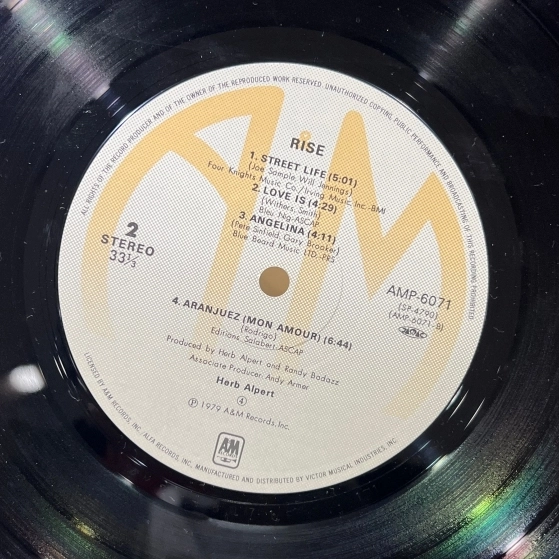 ALL RIGHTS OF THE RECORD PRODUCER AND OF THE OWNER OF THE REPRODUCED WORK RESERVED. UNAUTHORIZED COPYING, PUBLIC PERFORMANCE AND BROADCASTING OF THIS RECORDING PROHIBITED
RISE
1. STREET LIFE (5:01)
(Joe Sample, Will Jennings)
Four Knights Music Co./Irving Music, Inc.-BMI
2. LOVE IS (4:29)
(Withers, Smith)
Bleu Nig-ASCAP
3. ANGELINA (4:11)
(Pete Sinfield, Gary Brooker)
Blue Beard Music LTD.-PRS
2
STEREO
33⅓
AMP-6071
(SP-4790)
(AMP-6071-B)
4. ARANJUEZ (MON AMOUR) (6:44)
(Rodrigo)
Editions Salabert-ASCAP
Produced by Herb Alpert and Randy Badazz
Associate Producer: Andy Armer
Herb Alpert
④
Ⓟ 1979 A&M Records, Inc.
A&M
LICENSED BY A&M RECORDS, INC./ALFA RECORDS, INC. MANUFACTURED AND DISTRIBUTED BY VICTOR MUSICAL INDUSTRIES, INC.